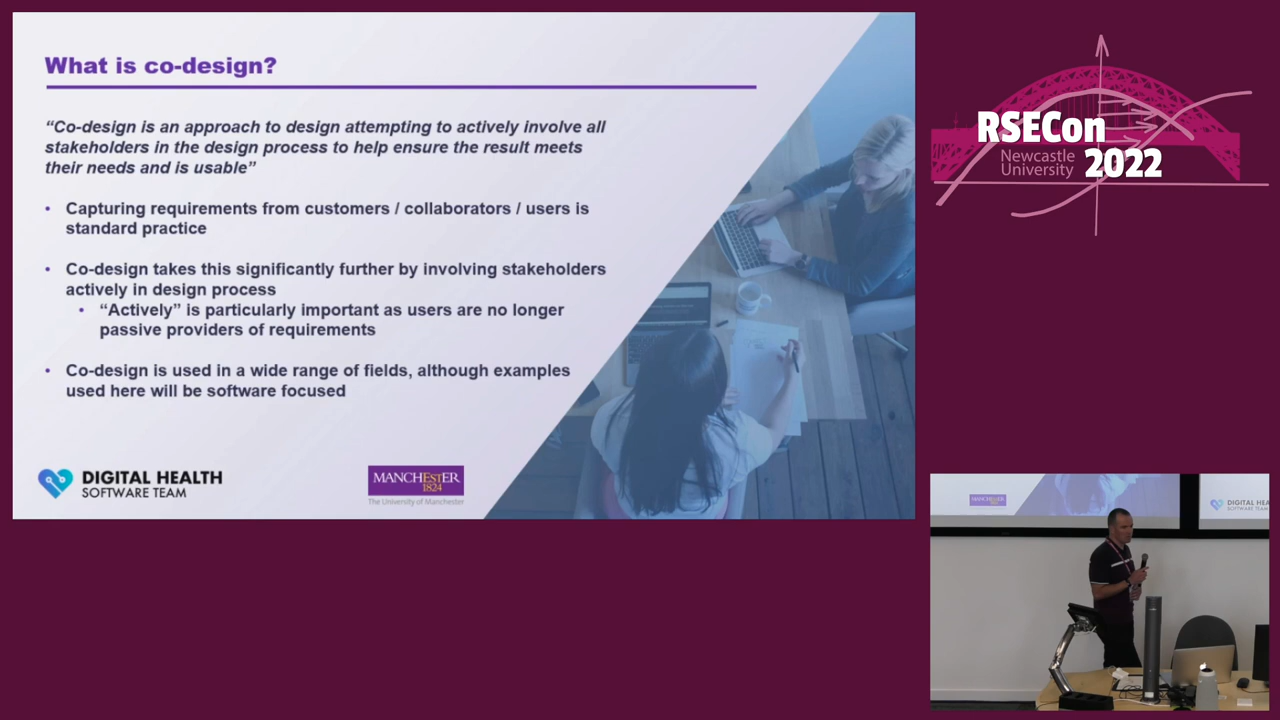 What is co-design?
“Co-design is an approach to design attempting to actively involve all
stakeholders in the design process to help ensure the result meets
their needs and is usable”
• Capturing requirements from customers / collaborators / users is
standard practice
• Co-design takes this significantly further by involving stakeholders
actively in design process
• “Actively” is particularly important as users are no longer
passive providers of requirements
• Co-design is used in a wide range of fields, although examples
used here will be software focused
DIGITAL HEALTH
SOFTWARE TEAM
MANCHESTER
1824
The University of Manchester
RSECon
Newcastle
University
2022
MANCHESTER
DIGITAL HEA
SOFTWARE TEAM